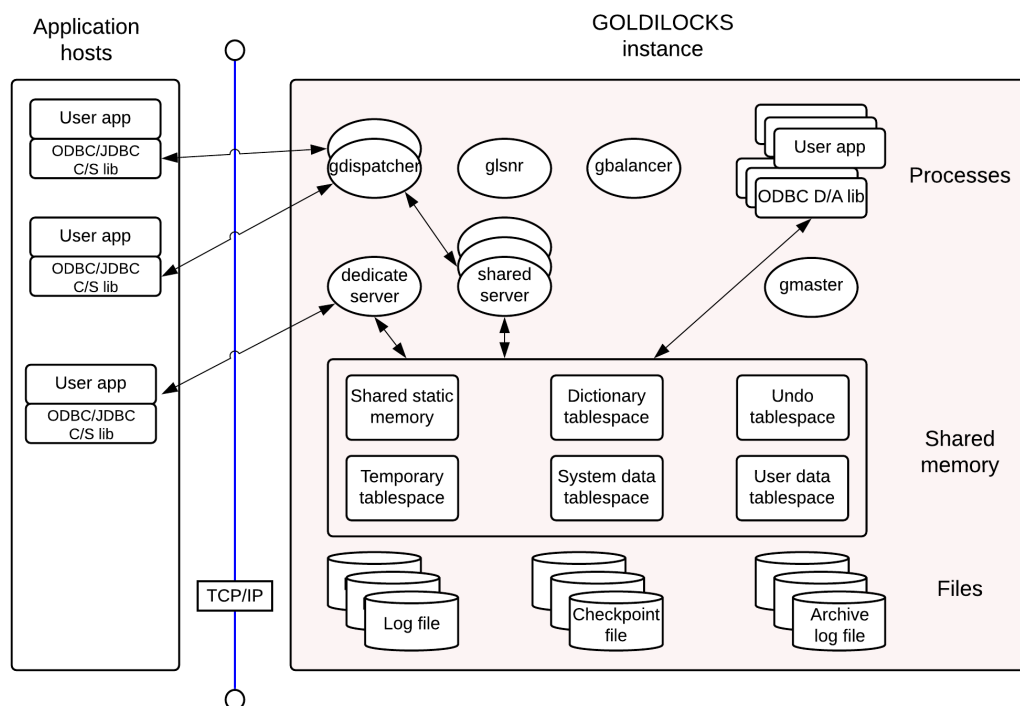 Application
hosts
GOLDILOCKS
instance
User app
ODBC/JDBC
C/S lib
User app
ODBC/JDBC
C/S lib
User app
ODBC/JDBC
C/S lib
TCP/IP
gdispatcher
glsnr
gbalancer
User app
ODBC D/A lib
Processes
dedicate
server
shared
server
gmaster
Shared static
memory
Dictionary
tablespace
Undo
tablespace
Temporary
tablespace
System data
tablespace
User data
tablespace
Shared
memory
Log file
Checkpoint
file
Archive
log file
Files